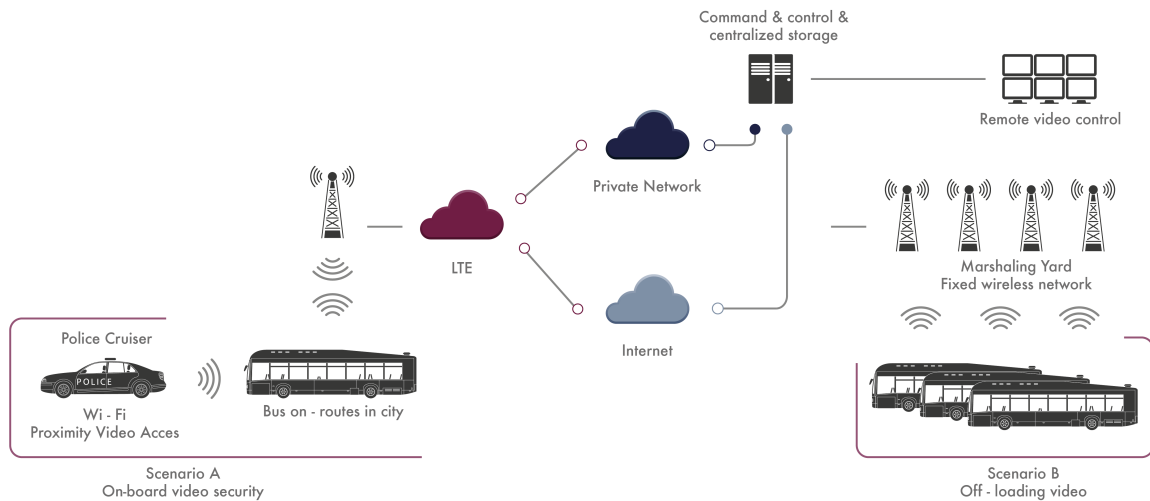 Command & control &
centralized storage
Remote video control
Private Network
LTE
Marshaling Yard
Fixed wireless network
Internet
Police Cruiser
POLICE
Wi - Fi
Proximity Video Acces
Bus on - routes in city
Scenario A
On-board video security
Scenario B
Off - loading video